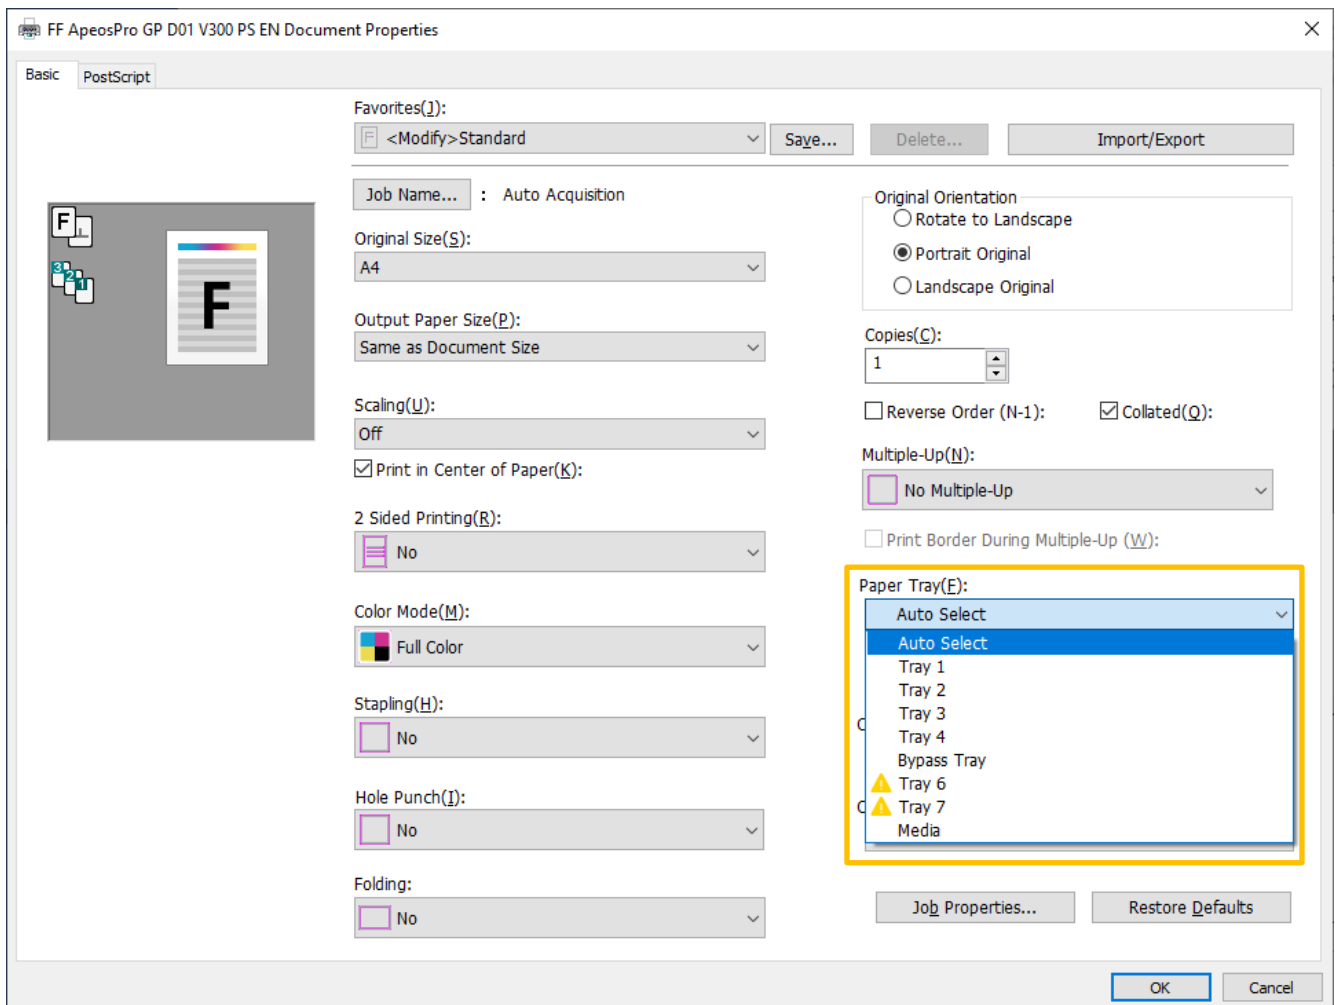 FF ApeosPro GP D01 V300 PS EN Document Properties
Basic
PostScript
Favorites(J):
F
<Modify>Standard
Save...
Delete...
Import/Export
Job Name...
:
Auto Acquisition
F
3
2
1
F
Original Size(S):
A4
Output Paper Size(P):
Same as Document Size
Scaling(U):
Off
Print in Center of Paper(K):
2 Sided Printing(R):
No
Color Mode(M):
Full Color
Stapling(H):
No
Hole Punch(I):
No
Folding:
No
Original Orientation
Rotate to Landscape
Portrait Original
Landscape Original
Copies(C):
1
Reverse Order (N-1):
Collated(Q):
Multiple-Up(N):
No Multiple-Up
Print Border During Multiple-Up (W):
Paper Tray(F):
Auto Select
Auto Select
Tray 1
Tray 2
Tray 3
Tray 4
Bypass Tray
Tray 6
Tray 7
Media
Job Properties...
Restore Defaults
OK
Cancel